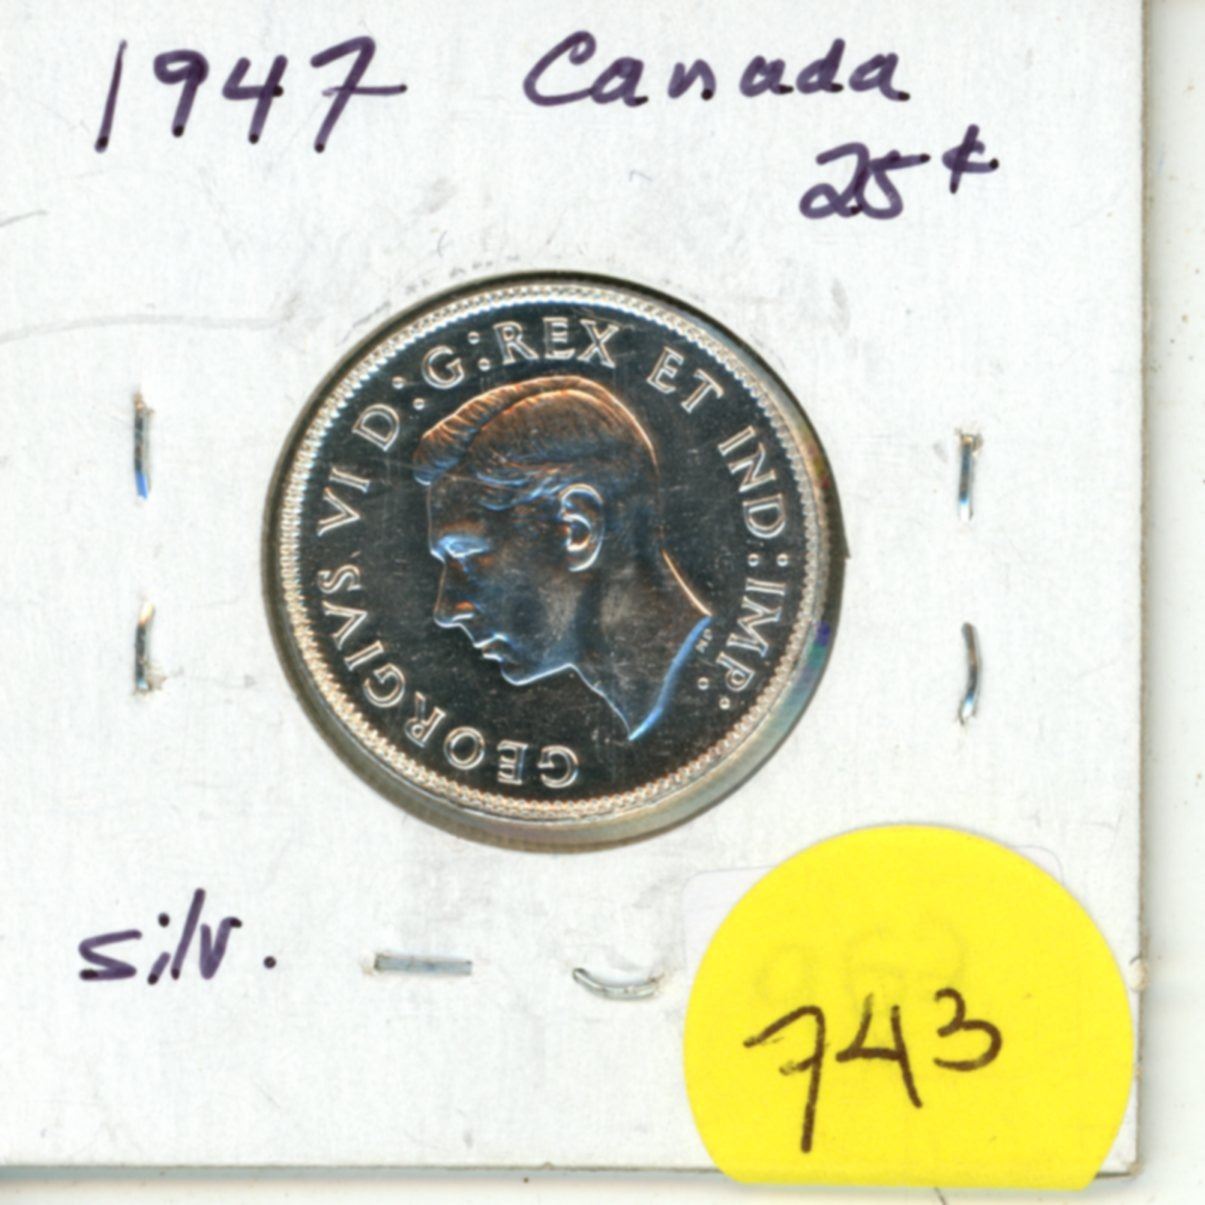 1947 Canada
25¢
GEORGIVS VI D:G:REX ET IND:IMP:
silv.
743